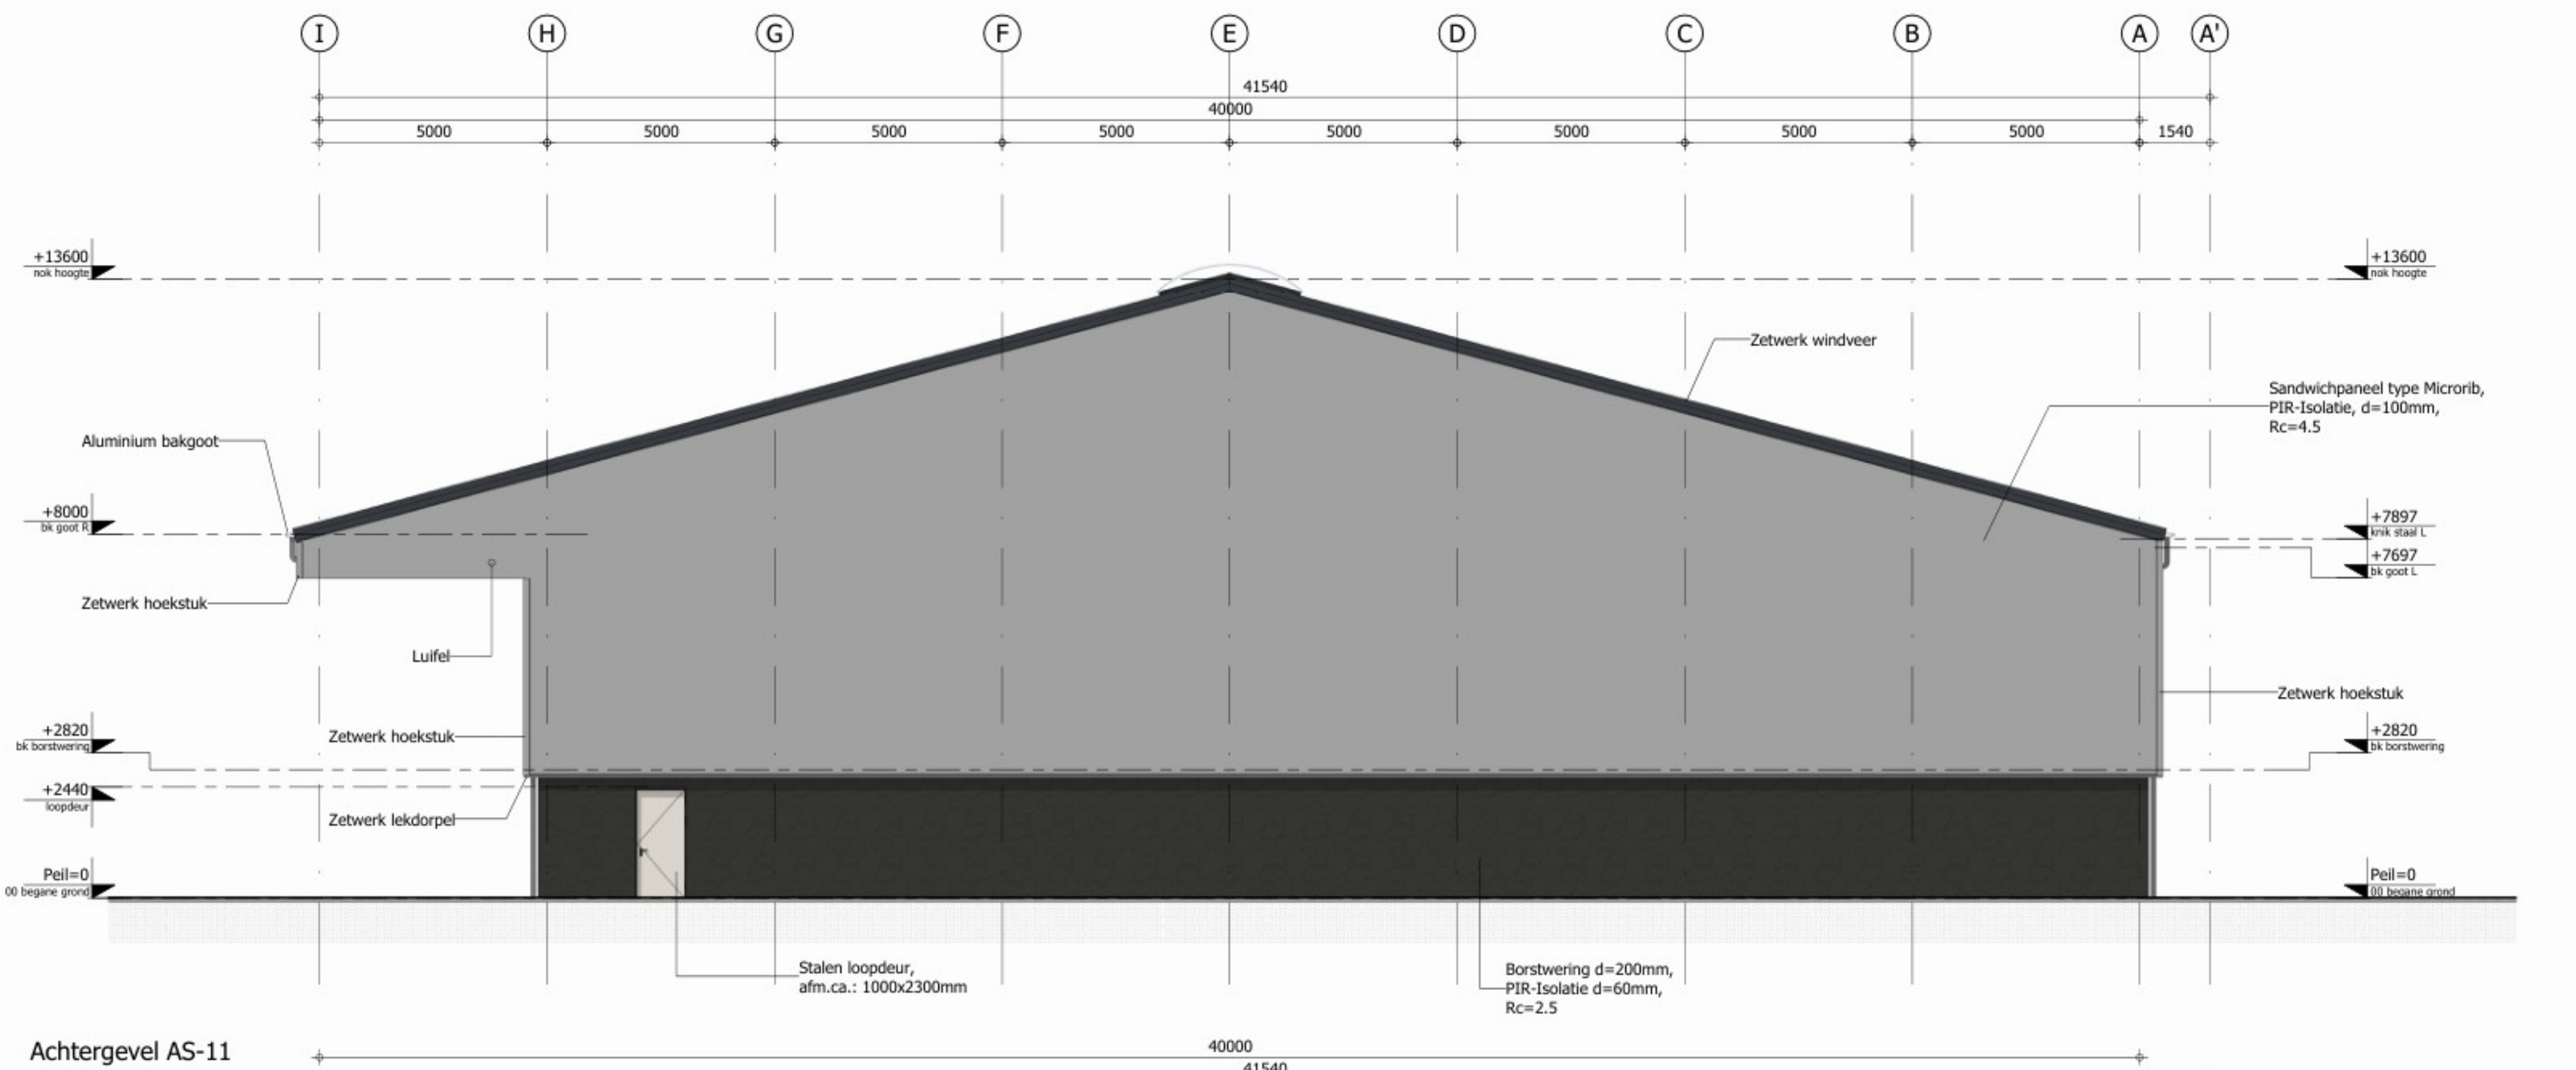 I H G F E D C B A A'
41540
40000
5000 5000 5000 5000 5000 5000 5000 5000 1540
+13600
nok hoogte
+13600
nok hoogte
Zetwerk windveer
Sandwichpaneel type Microrib,
PIR-Isolatie, d=100mm,
Rc=4.5
Aluminium bakgoot
+8000
bk goot R
+7897
knik staal L
+7697
bk goot L
Zetwerk hoekstuk
Luifel
Zetwerk hoekstuk
+2820
bk borstwering
Zetwerk hoekstuk
+2820
bk borstwering
+2440
loopdeur
Zetwerk lekdorpel
Peil=0
00 begane grond
Peil=0
00 begane grond
Stalen loopdeur,
afm.ca.: 1000x2300mm
Borstwering d=200mm,
PIR-Isolatie d=60mm,
Rc=2.5
Achtergevel AS-11
40000
41540